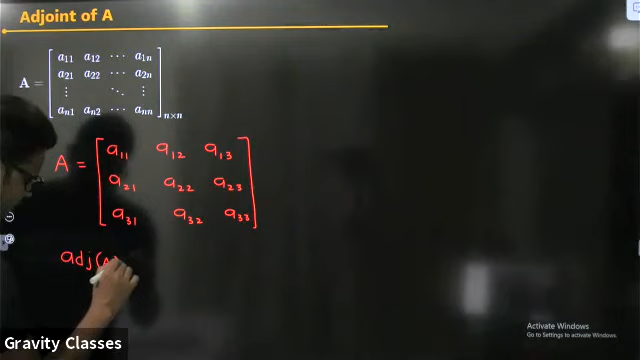 Adjoint of A
A = [ a11 a12 ⋯ a1n
a21 a22 ⋯ a2n
⋮ ⋱ ⋮
an1 an2 ⋯ ann ] n×n
A = [ a11 a12 a13
a21 a22 a23
a31 a32 a33 ]
adj(A)
Activate Windows
Go to Settings to activate Windows.
Gravity Classes